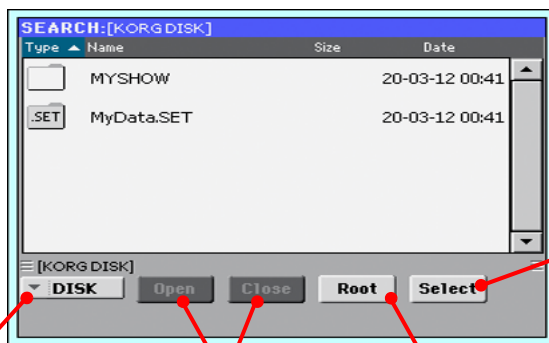 SEARCH:[KORG DISK]
Type Name Size Date
MYSHOW 20-03-12 00:41
.SET MyData.SET 20-03-12 00:41
[KORG DISK]
DISK Open Close Root Select